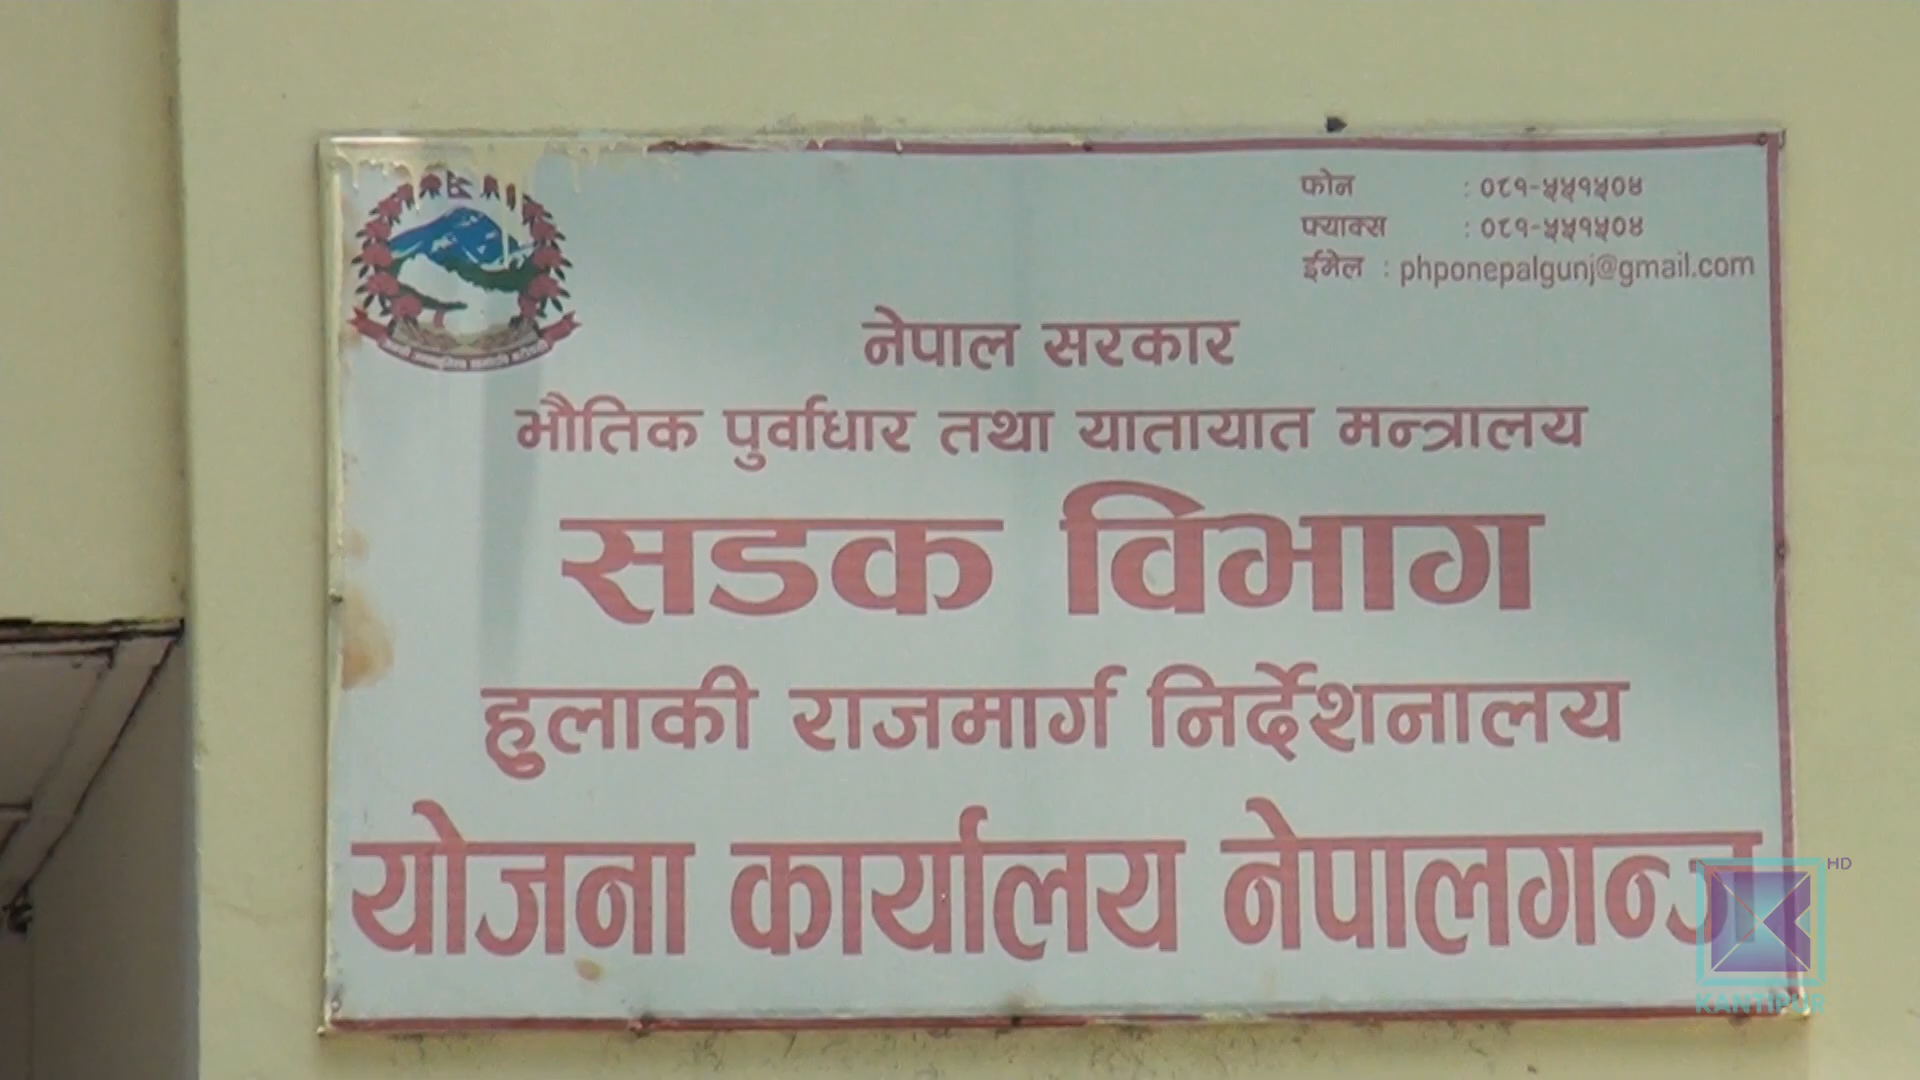 फोन : ०८१-५५१५०४
फ्याक्स : ०८१-५५१५०४
ईमेल : phponepalgunj@gmail.com
नेपाल सरकार
भौतिक पुर्वाधार तथा यातायात मन्त्रालय
सडक विभाग
हुलाकी राजमार्ग निर्देशनालय
योजना कार्यालय नेपालगन्ज
HD
KANTIPUR